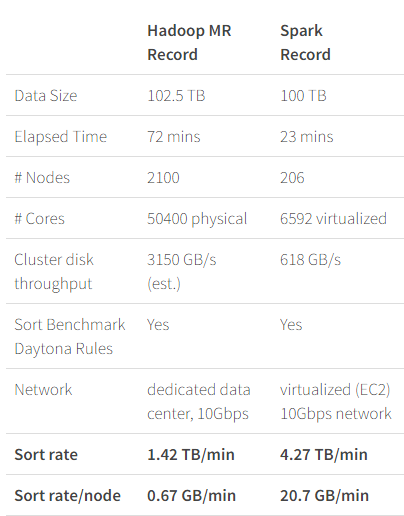 Hadoop MR Spark
Record Record
Data Size 102.5 TB 100 TB
Elapsed Time 72 mins 23 mins
# Nodes 2100 206
# Cores 50400 physical 6592 virtualized
Cluster disk 3150 GB/s 618 GB/s
throughput (est.)
Sort Benchmark Yes Yes
Daytona Rules
Network dedicated data virtualized (EC2)
center, 10Gbps 10Gbps network
Sort rate 1.42 TB/min 4.27 TB/min
Sort rate/node 0.67 GB/min 20.7 GB/min